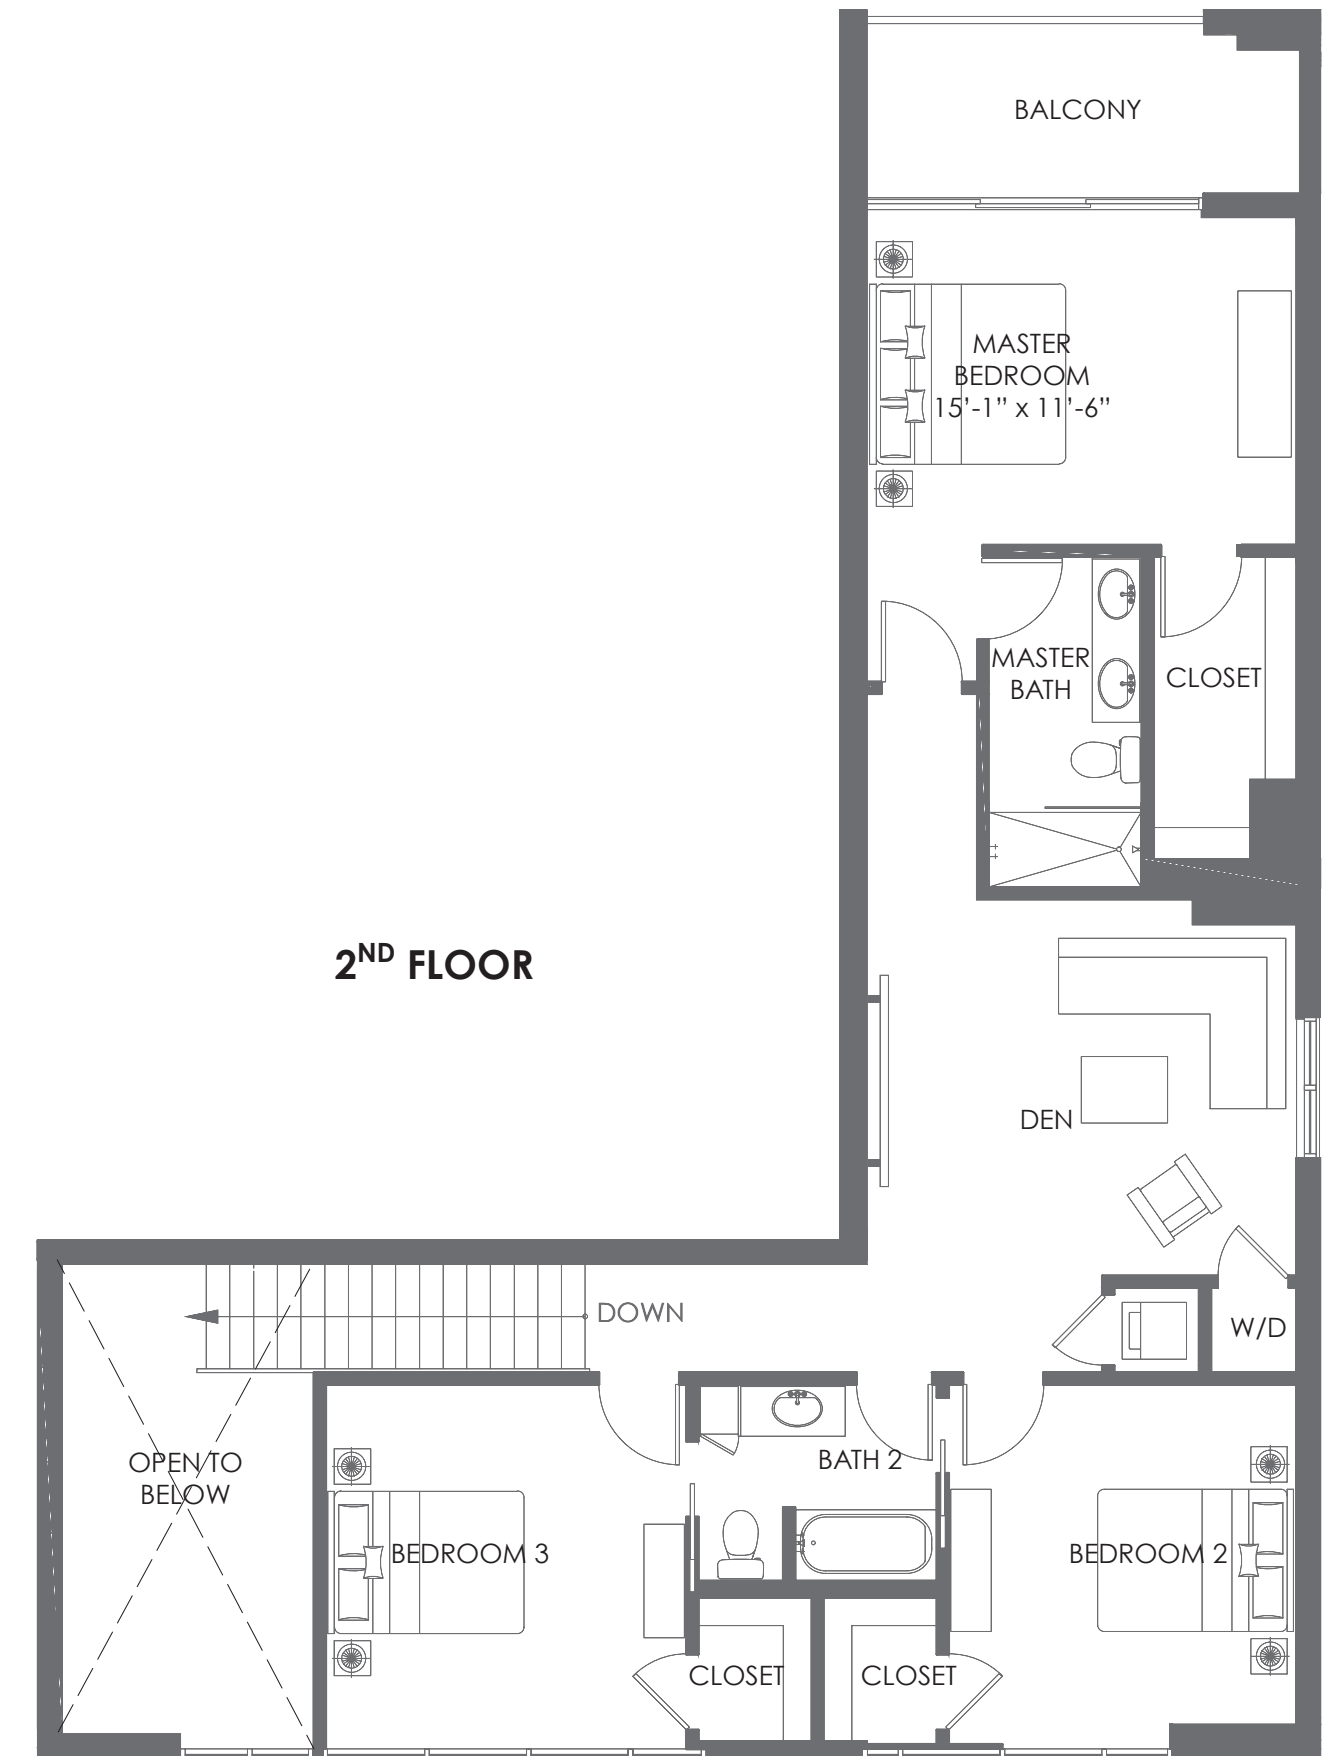 BALCONY
MASTER
BEDROOM
15’-1” x 11’-6”
MASTER
BATH
CLOSET
2ND FLOOR
DEN
DOWN
W/D
OPEN TO
BELOW
BATH 2
BEDROOM 3
BEDROOM 2
CLOSET
CLOSET